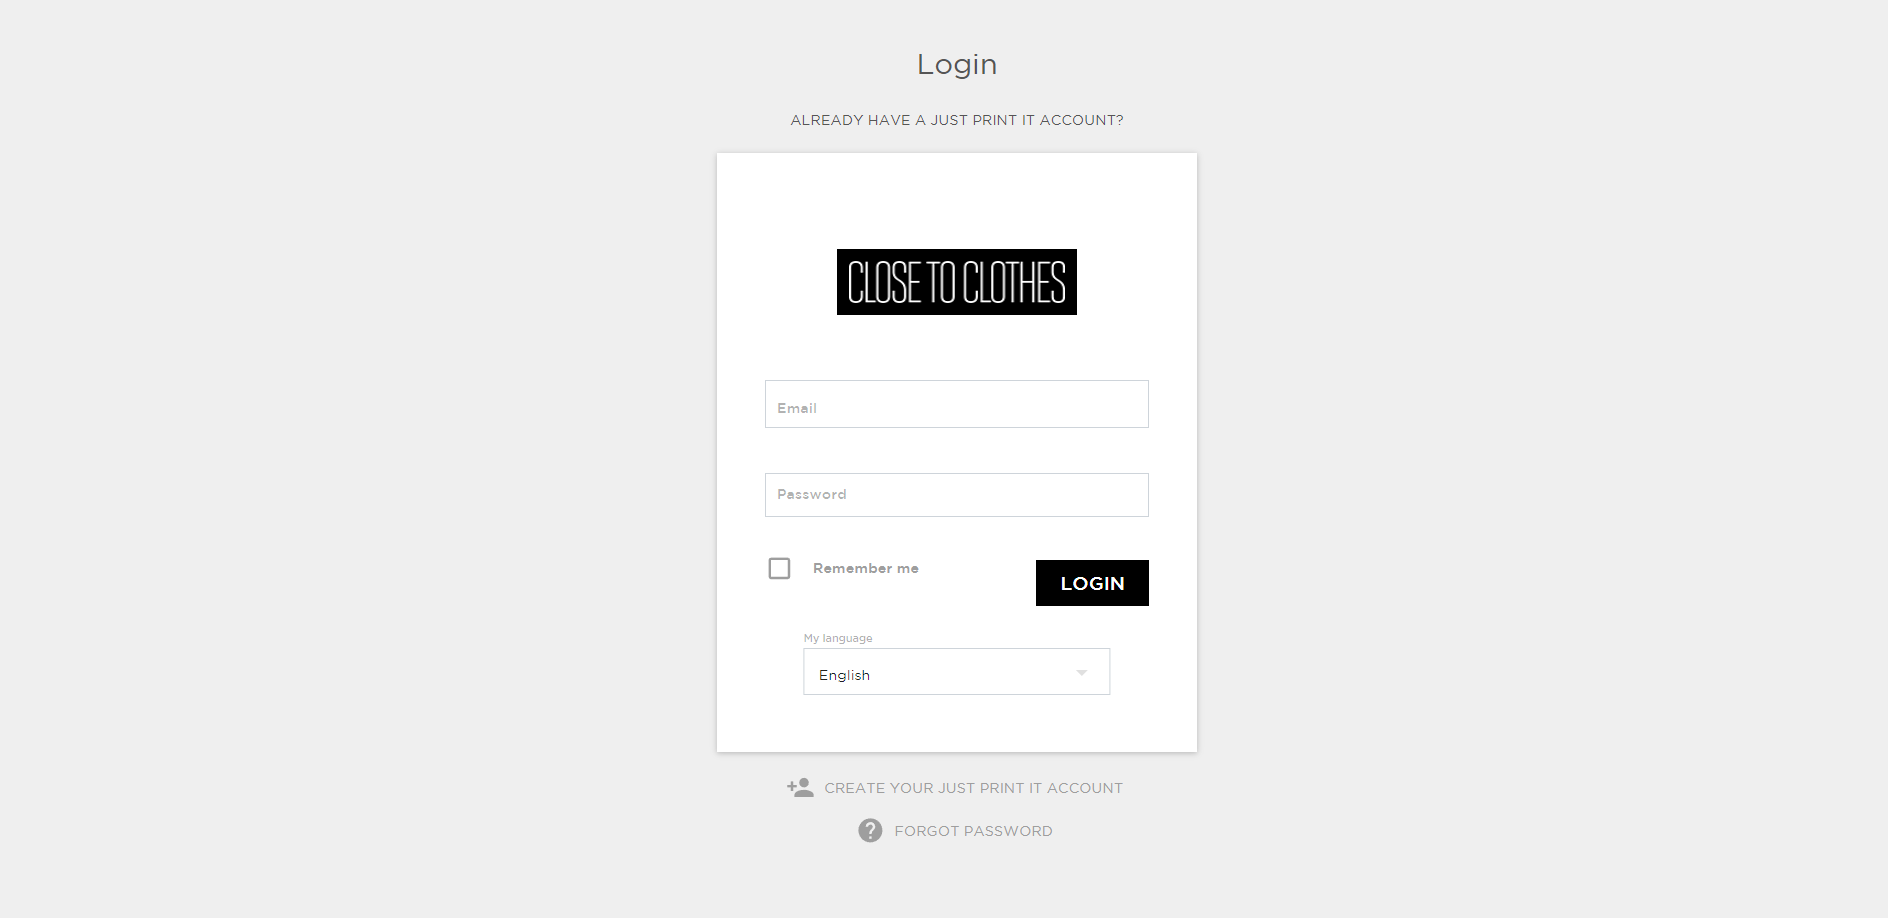 Login
ALREADY HAVE A JUST PRINT IT ACCOUNT?
CLOSE TO CLOTHES
Email
Password
Remember me
LOGIN
My language
English
CREATE YOUR JUST PRINT IT ACCOUNT
FORGOT PASSWORD